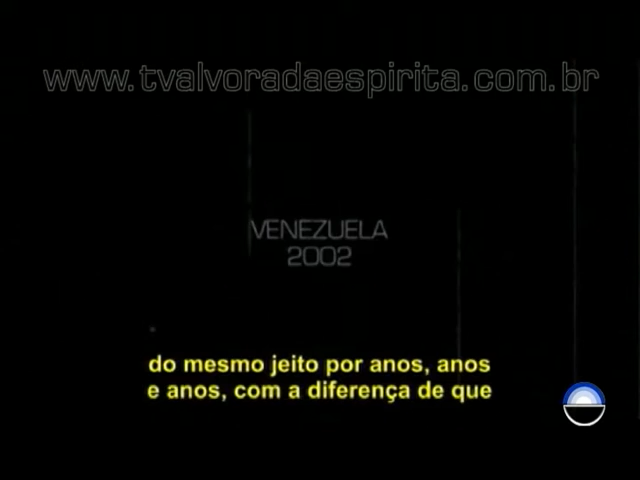 www.tvalvoradaespirita.com.br
VENEZUELA
2002
do mesmo jeito por anos, anos
e anos, com a diferença de que